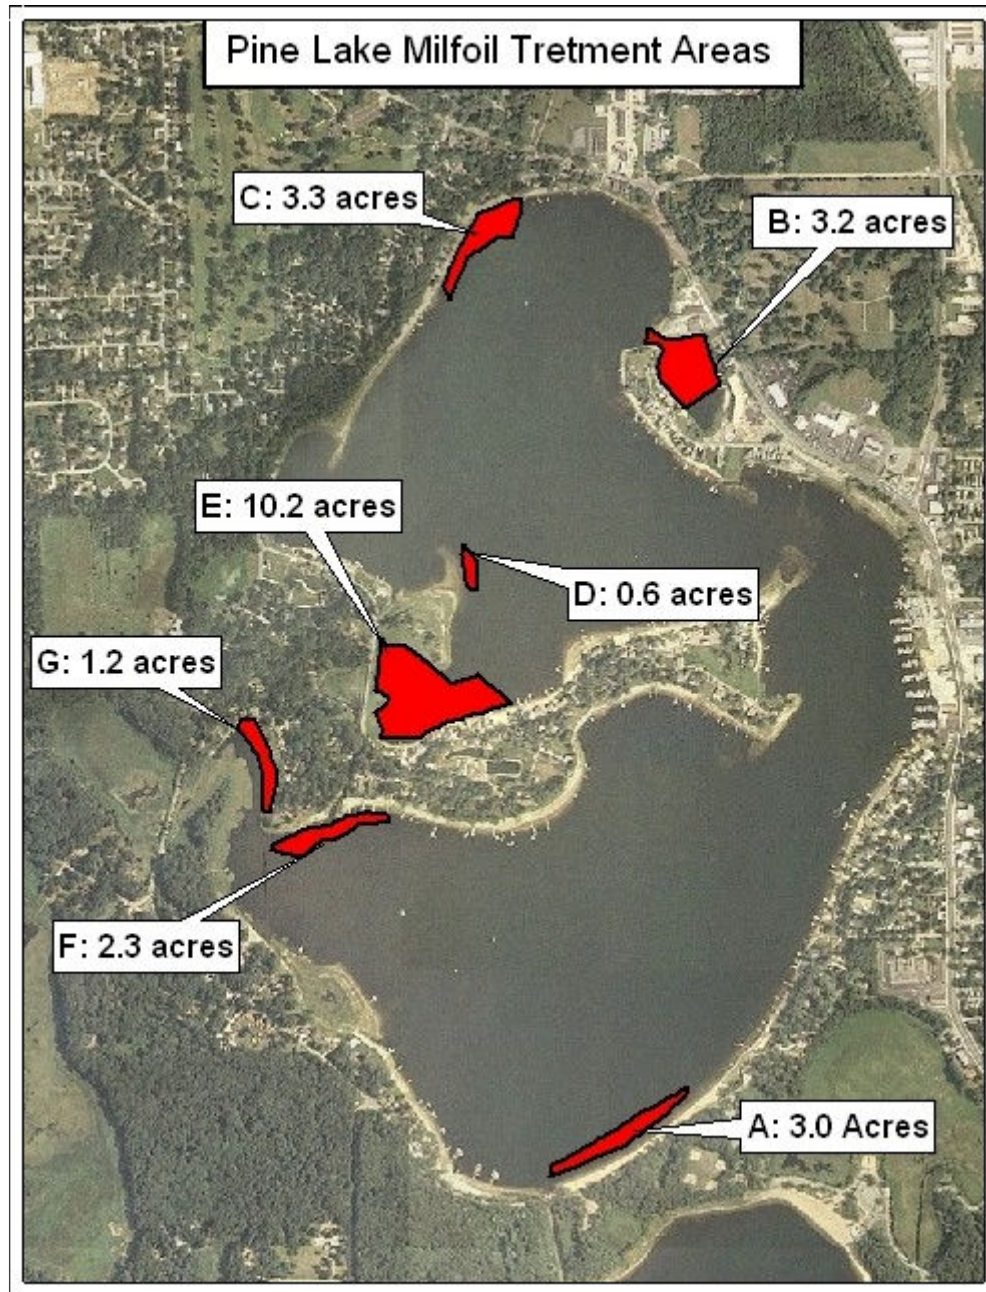 Pine Lake Milfoil Tretment Areas
C: 3.3 acres
B: 3.2 acres
E: 10.2 acres
D: 0.6 acres
G: 1.2 acres
F: 2.3 acres
A: 3.0 Acres